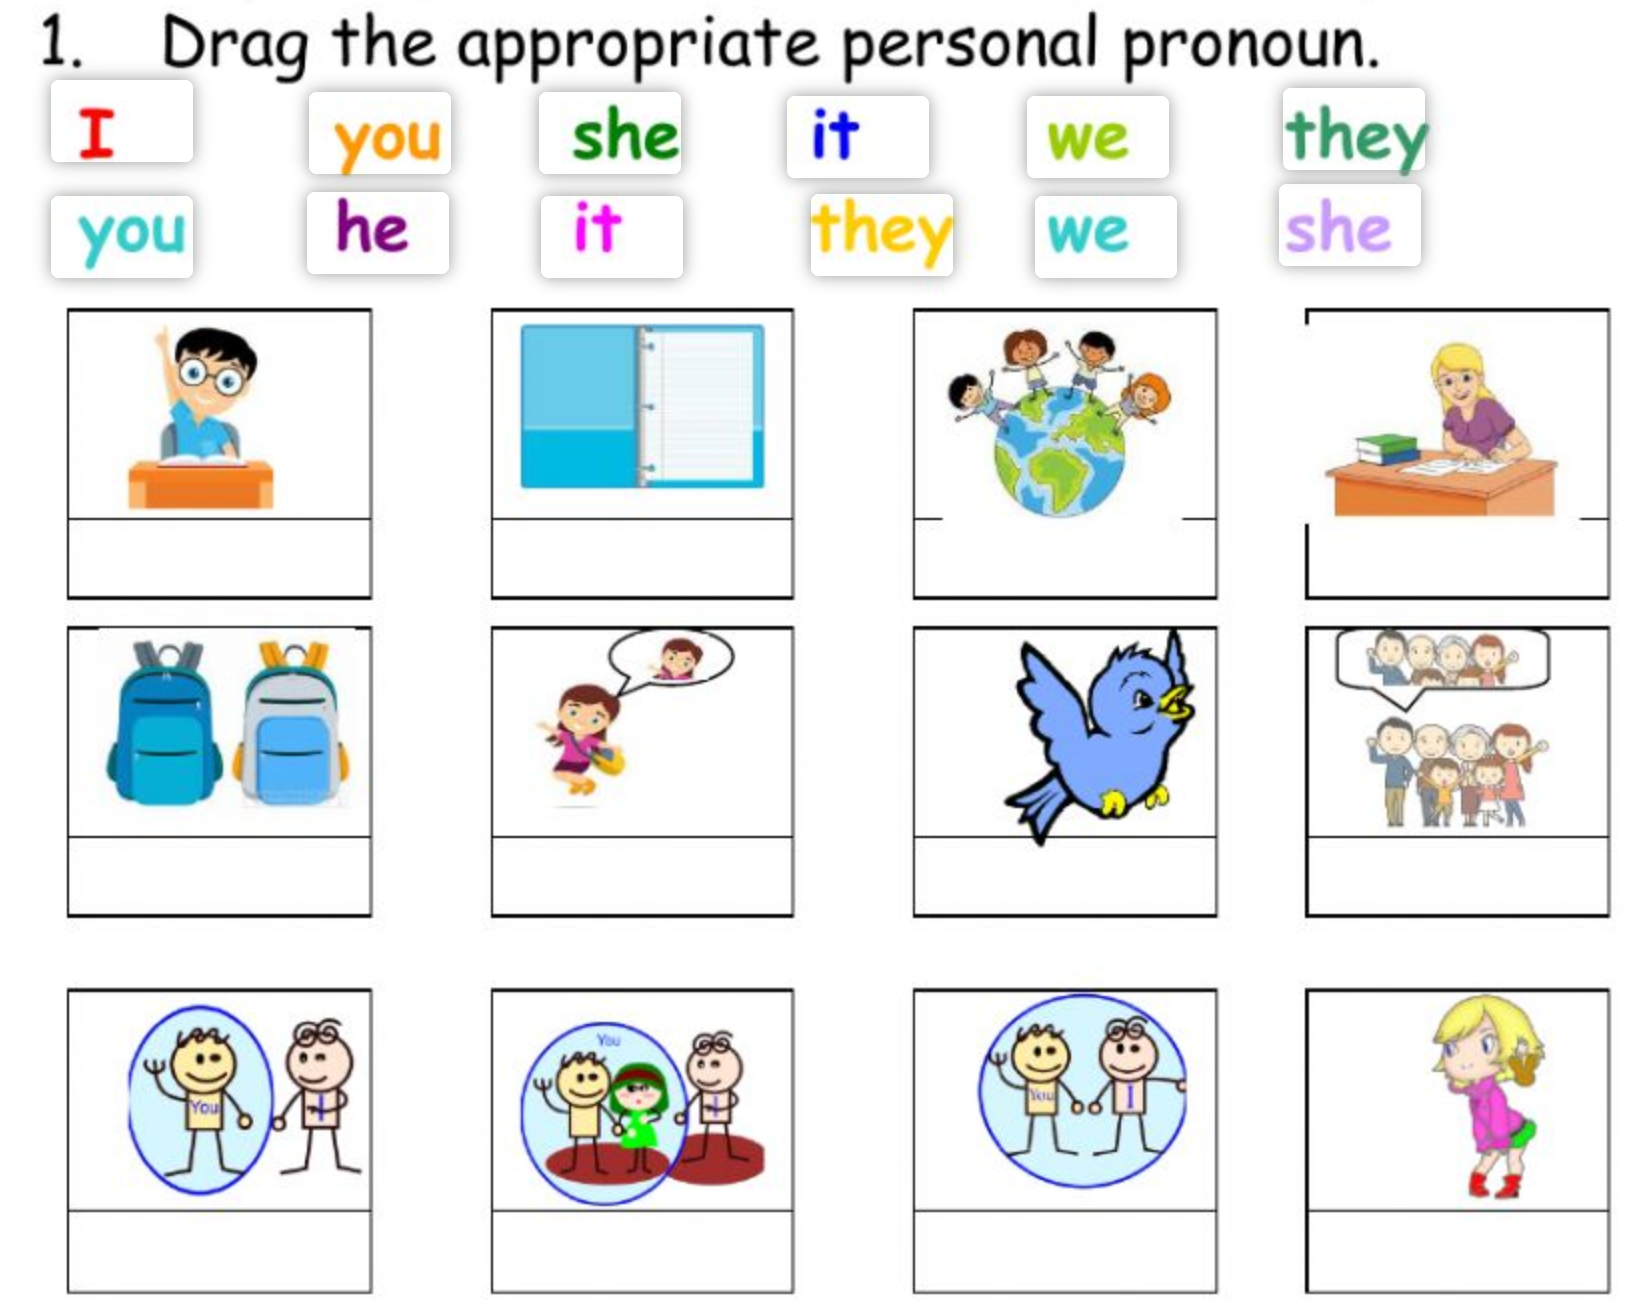 1. Drag the appropriate personal pronoun.
I you she it we they
you he it they we she
You I
You I
You I